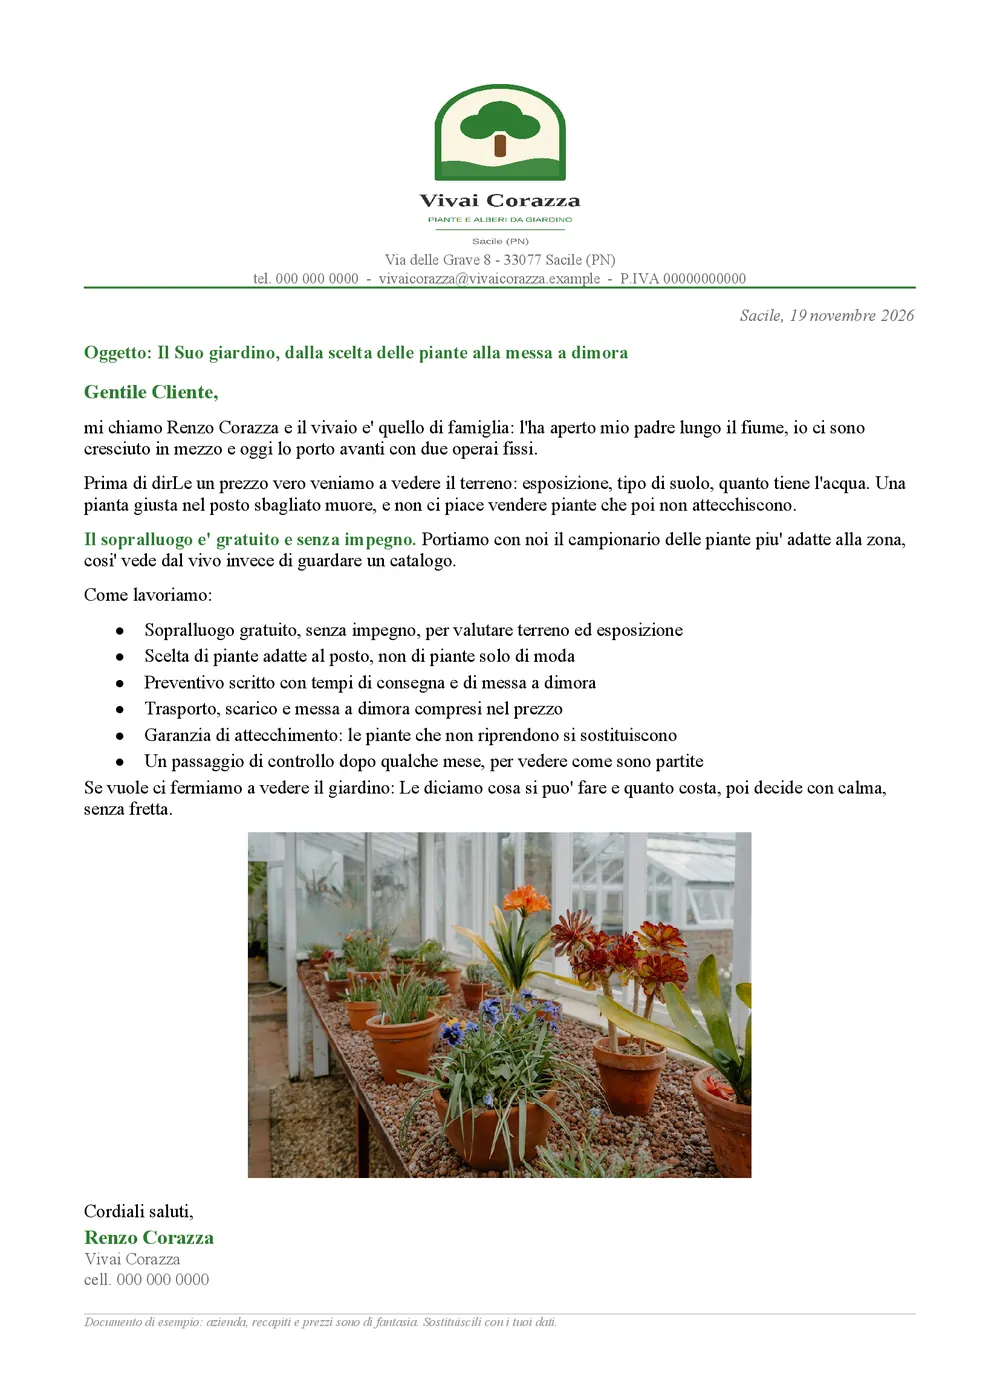 Vivai Corazza
PIANTE E ALBERI DA GIARDINO
Sacile (PN)
Via delle Grave 8 - 33077 Sacile (PN)
tel. 000 000 0000 - vivaicorazza@vivaicorazza.example - P.IVA 00000000000
Sacile, 19 novembre 2026
Oggetto: Il Suo giardino, dalla scelta delle piante alla messa a dimora
Gentile Cliente,
mi chiamo Renzo Corazza e il vivaio e' quello di famiglia: l'ha aperto mio padre lungo il fiume, io ci sono
cresciuto in mezzo e oggi lo porto avanti con due operai fissi.
Prima di dirLe un prezzo vero veniamo a vedere il terreno: esposizione, tipo di suolo, quanto tiene l'acqua. Una
pianta giusta nel posto sbagliato muore, e non ci piace vendere piante che poi non attecchiscono.
Il sopralluogo e' gratuito e senza impegno. Portiamo con noi il campionario delle piante piu' adatte alla zona,
cosi' vede dal vivo invece di guardare un catalogo.
Come lavoriamo:
● Sopralluogo gratuito, senza impegno, per valutare terreno ed esposizione
● Scelta di piante adatte al posto, non di piante solo di moda
● Preventivo scritto con tempi di consegna e di messa a dimora
● Trasporto, scarico e messa a dimora compresi nel prezzo
● Garanzia di attecchimento: le piante che non riprendono si sostituiscono
● Un passaggio di controllo dopo qualche mese, per vedere come sono partite
Se vuole ci fermiamo a vedere il giardino: Le diciamo cosa si puo' fare e quanto costa, poi decide con calma,
senza fretta.
Cordiali saluti,
Renzo Corazza
Vivai Corazza
cell. 000 000 0000
Documento di esempio: azienda, recapiti e prezzi sono di fantasia. Sostituiscili con i tuoi dati.